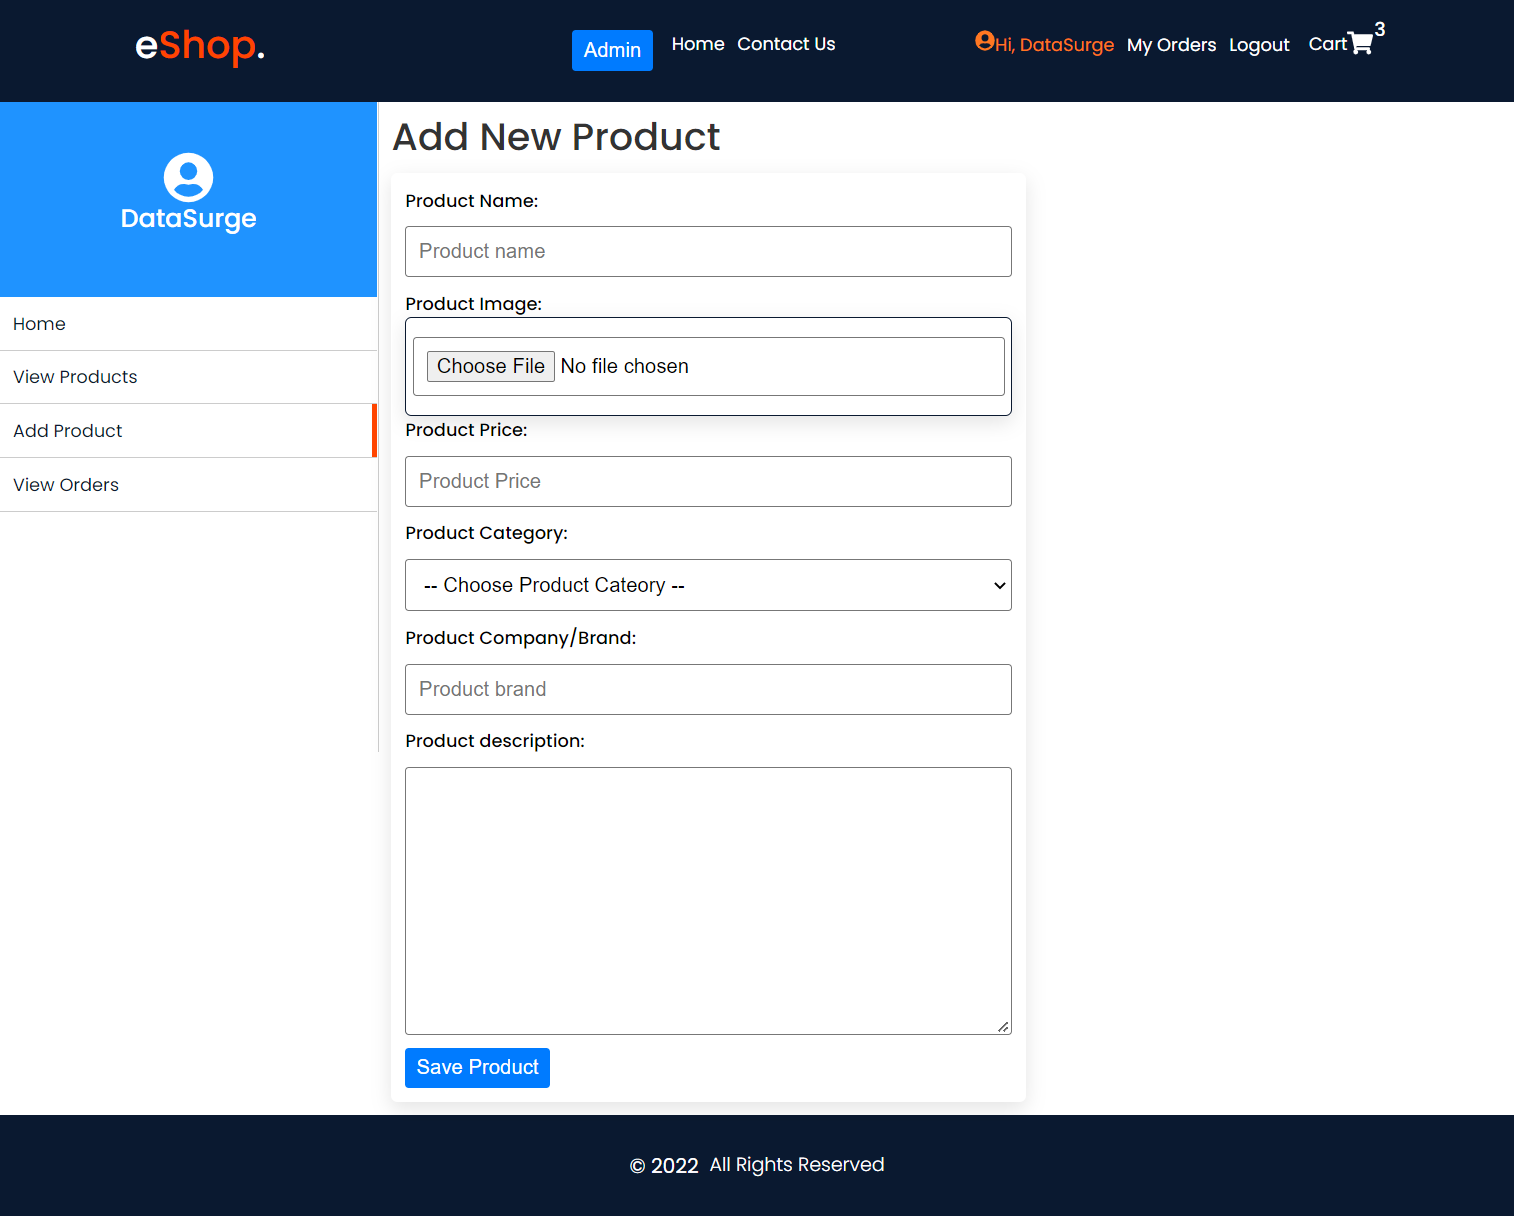 eShop.
Admin Home Contact Us
Hi, DataSurge My Orders Logout Cart 3
DataSurge
Home
View Products
Add Product
View Orders
Add New Product
Product Name:
Product name
Product Image:
Choose File No file chosen
Product Price:
Product Price
Product Category:
-- Choose Product Cateory --
Product Company/Brand:
Product brand
Product description:
Save Product
© 2022 All Rights Reserved